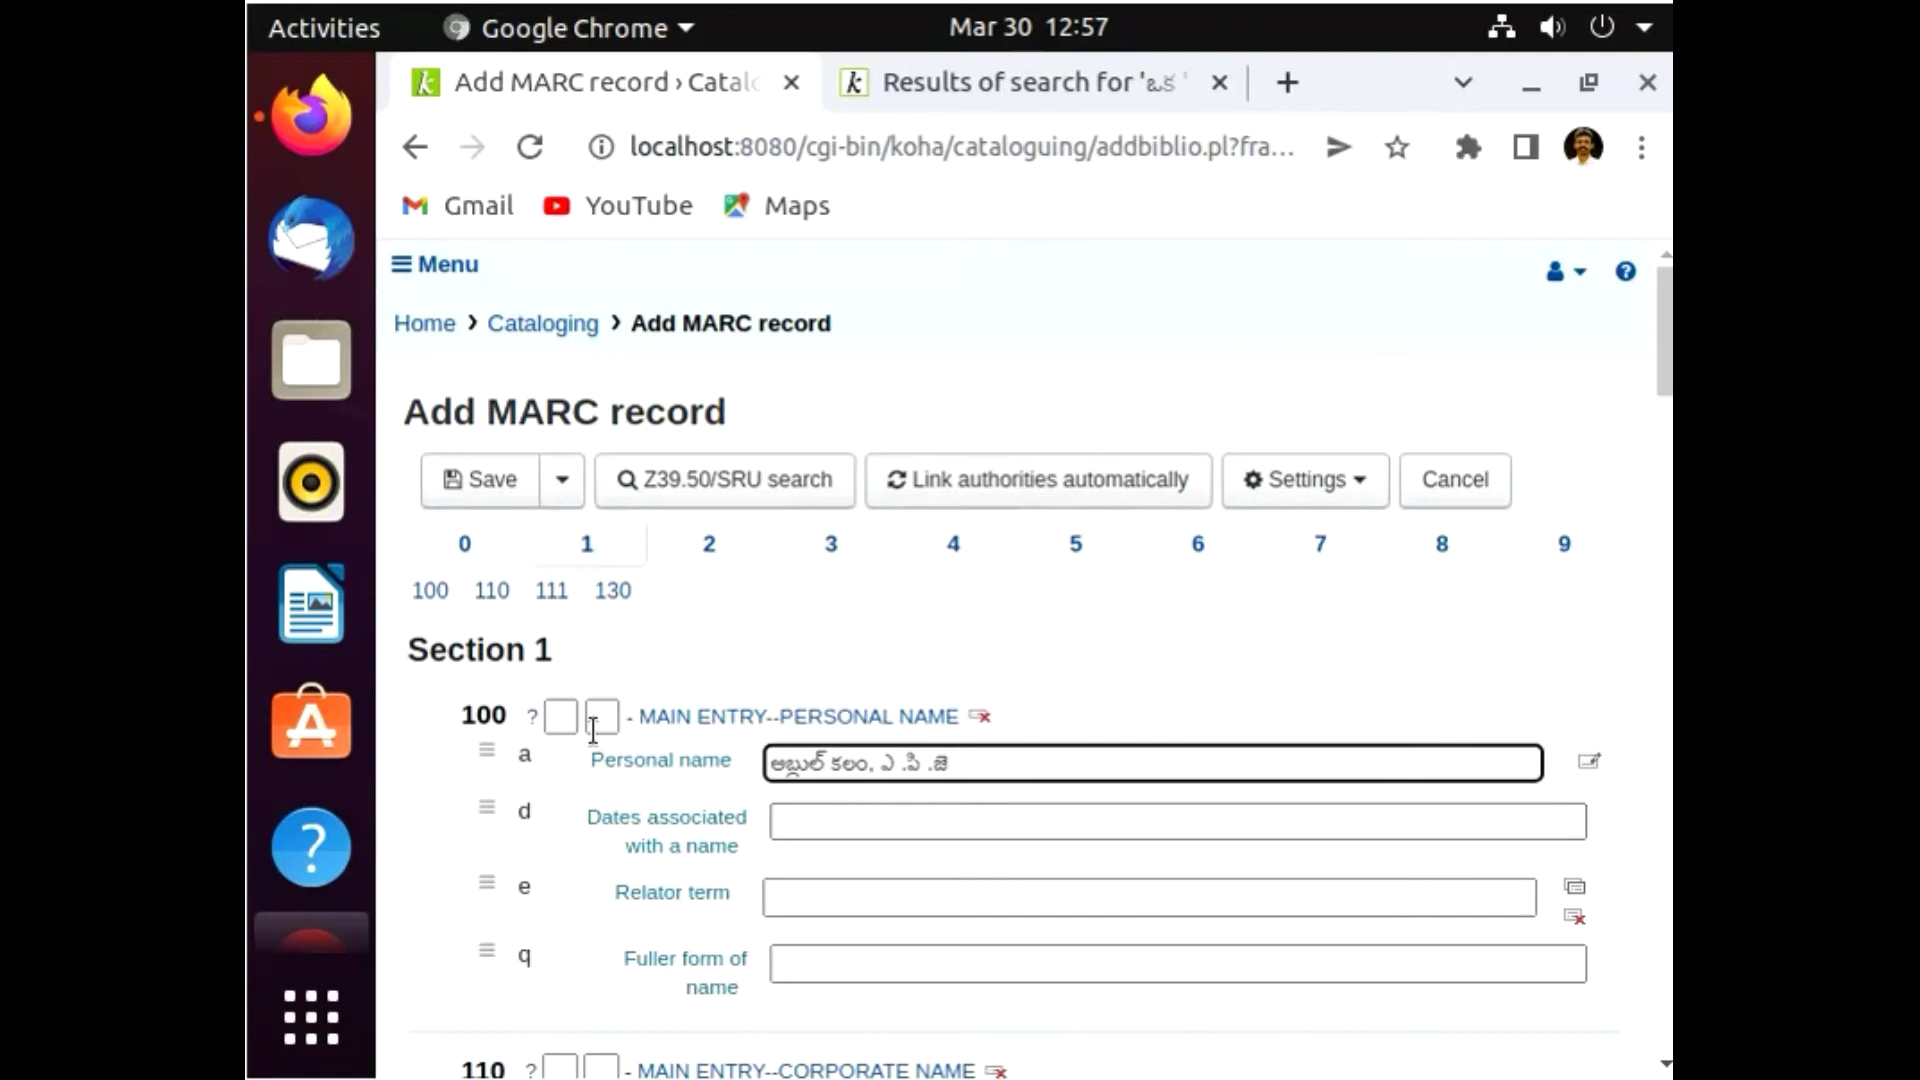 Activities Google Chrome Mar 30 12:57
Add MARC record › Catalo Results of search for 'ఒక '
localhost:8080/cgi-bin/koha/cataloguing/addbiblio.pl?fra...
Gmail YouTube Maps
Menu
Home › Cataloging › Add MARC record
Add MARC record
Save Z39.50/SRU search Link authorities automatically Settings Cancel
0 1 2 3 4 5 6 7 8 9
100 110 111 130
Section 1
100 ? - MAIN ENTRY--PERSONAL NAME
a Personal name అబ్దుల్ కలం, ఎ .పి .జె
d Dates associated
with a name
e Relator term
q Fuller form of
name
110 ? - MAIN ENTRY--CORPORATE NAME